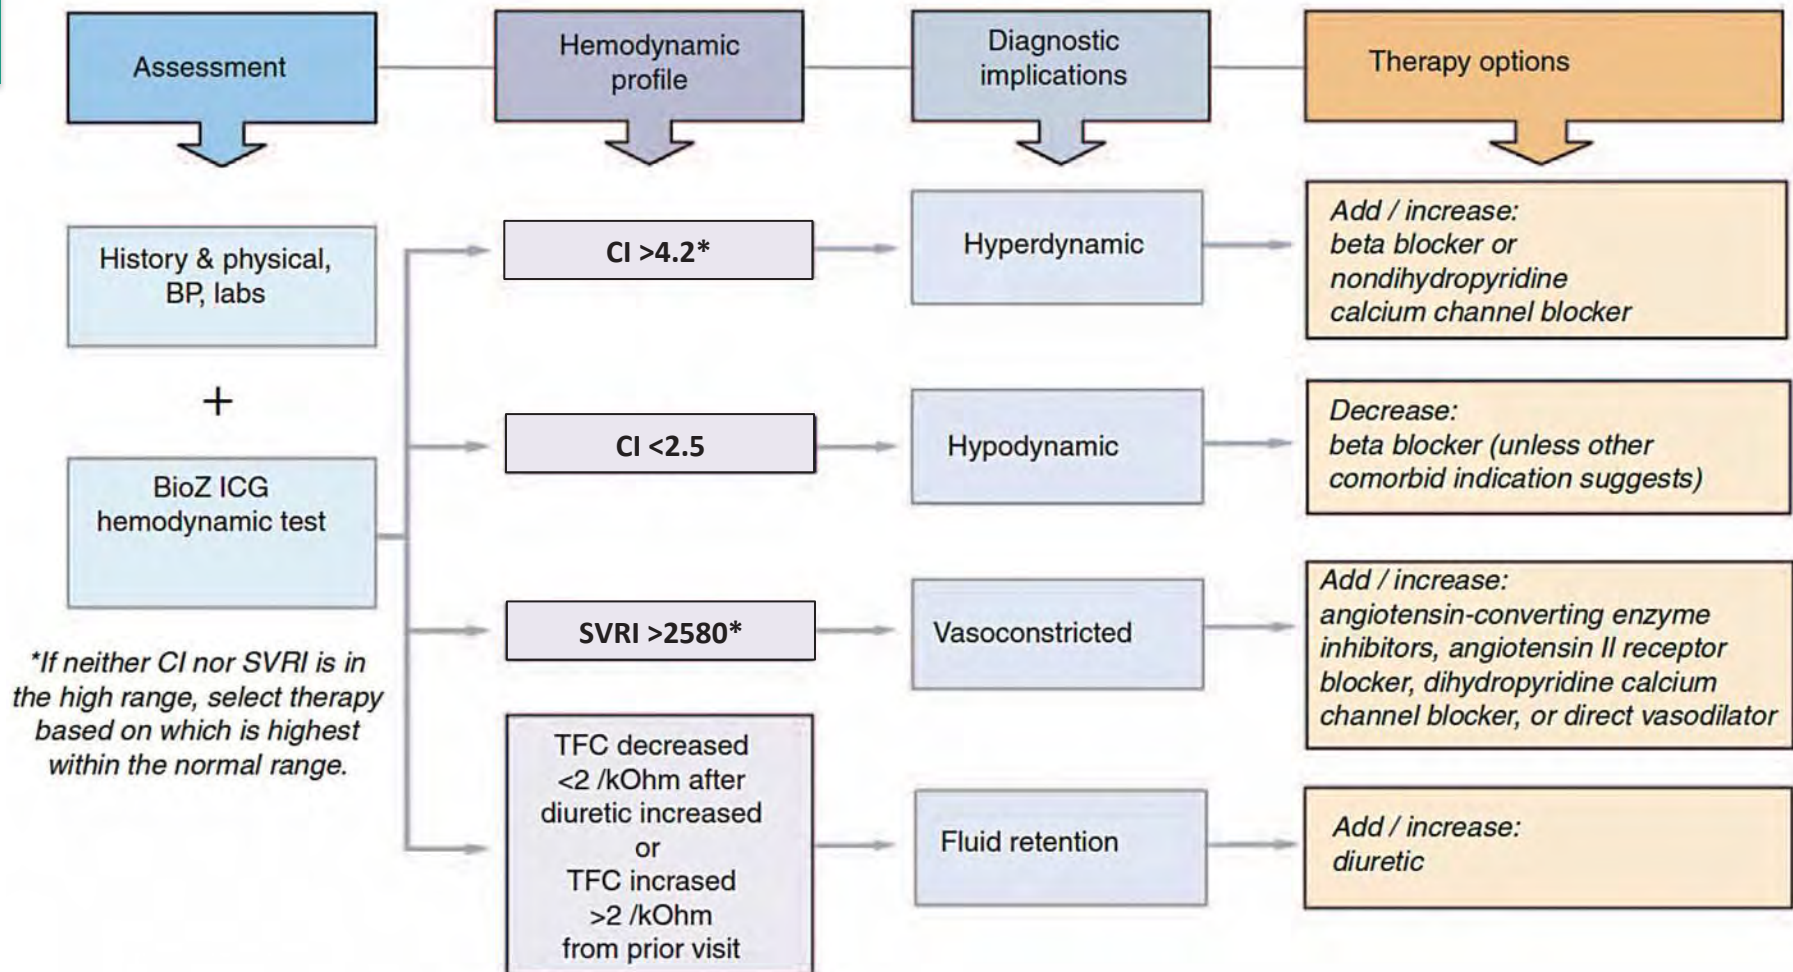 Assessment
Hemodynamic
profile
Diagnostic
implications
Therapy options
History & physical,
BP, labs
+
BioZ ICG
hemodynamic test
*If neither CI nor SVRI is in
the high range, select therapy
based on which is highest
within the normal range.
CI >4.2*
Hyperdynamic
Add / increase:
beta blocker or
nondihydropyridine
calcium channel blocker
CI <2.5
Hypodynamic
Decrease:
beta blocker (unless other
comorbid indication suggests)
SVRI >2580*
Vasoconstricted
Add / increase:
angiotensin-converting enzyme
inhibitors, angiotensin II receptor
blocker, dihydropyridine calcium
channel blocker, or direct vasodilator
TFC decreased
<2 /kOhm after
diuretic increased
or
TFC incrased
>2 /kOhm
from prior visit
Fluid retention
Add / increase:
diuretic